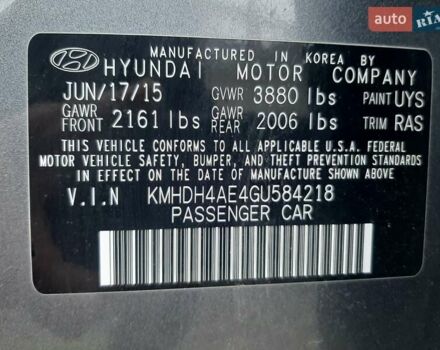 auto RIA
MANUFACTURED IN KOREA BY
HYUNDAI MOTOR COMPANY
JUN/17/15 GVWR 3880 lbs PAINT UYS
GAWR FRONT 2161 lbs GAWR REAR 2006 lbs TRIM RAS
THIS VEHICLE CONFORMS TO ALL APPLICABLE U.S.A. FEDERAL
MOTOR VEHICLE SAFETY, BUMPER, AND THEFT PREVENTION STANDARDS
IN EFFECT ON THE DATE OF MANUFACTURE SHOWN ABOVE.
V.I.N KMHDH4AE4GU584218
PASSENGER CAR